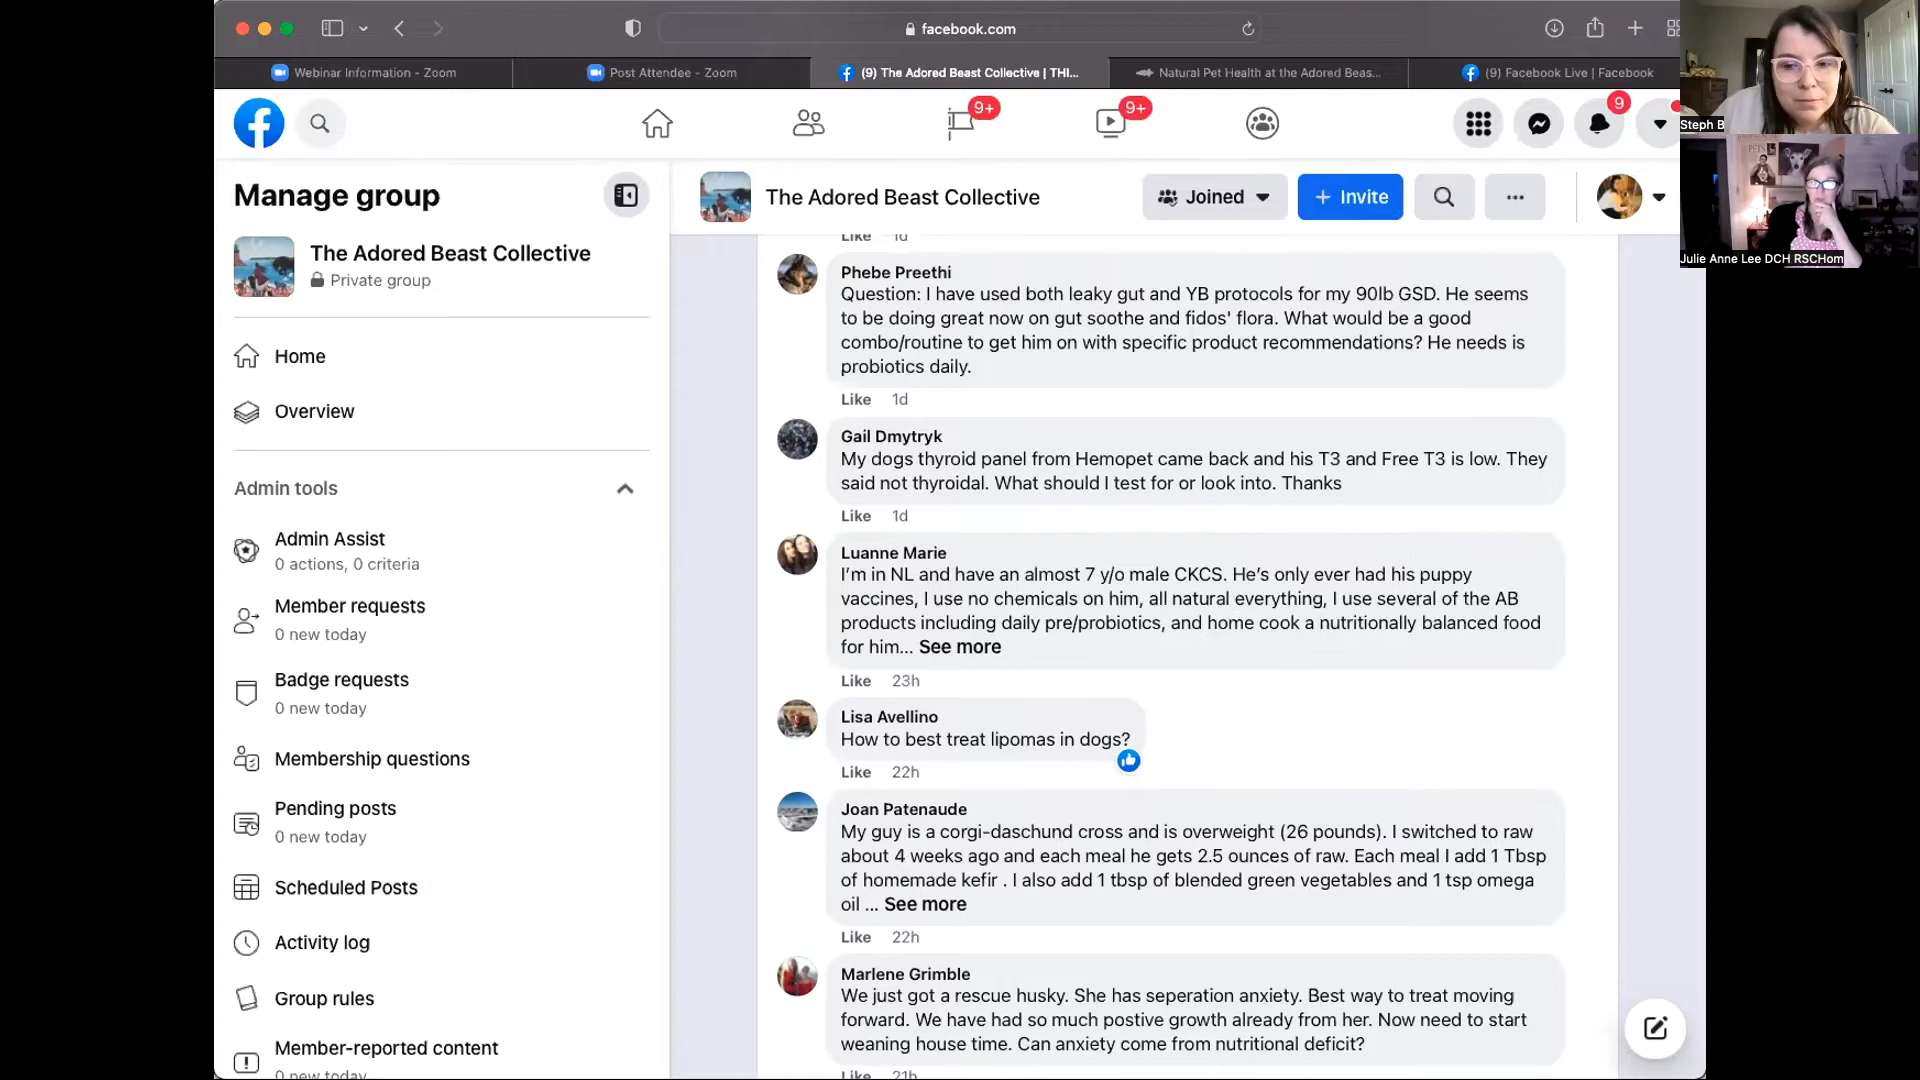 facebook.com
Webinar Information - Zoom
Post Attendee - Zoom
(9) The Adored Beast Collective | THI...
Natural Pet Health at the Adored Beas...
(9) Facebook Live | Facebook
9+
9+
9
Steph B
Julie Anne Lee DCH RSCHom
Manage group
The Adored Beast Collective
Private group
Home
Overview
Admin tools
Admin Assist
0 actions, 0 criteria
Member requests
0 new today
Badge requests
0 new today
Membership questions
Pending posts
0 new today
Scheduled Posts
Activity log
Group rules
Member-reported content
0 new today
The Adored Beast Collective
Joined
+ Invite
Like 1d
Phebe Preethi
Question: I have used both leaky gut and YB protocols for my 90lb GSD. He seems
to be doing great now on gut soothe and fidos' flora. What would be a good
combo/routine to get him on with specific product recommendations? He needs is
probiotics daily.
Like 1d
Gail Dmytryk
My dogs thyroid panel from Hemopet came back and his T3 and Free T3 is low. They
said not thyroidal. What should I test for or look into. Thanks
Like 1d
Luanne Marie
I'm in NL and have an almost 7 y/o male CKCS. He's only ever had his puppy
vaccines, I use no chemicals on him, all natural everything, I use several of the AB
products including daily pre/probiotics, and home cook a nutritionally balanced food
for him... See more
Like 23h
Lisa Avellino
How to best treat lipomas in dogs?
Like 22h
Joan Patenaude
My guy is a corgi-daschund cross and is overweight (26 pounds). I switched to raw
about 4 weeks ago and each meal he gets 2.5 ounces of raw. Each meal I add 1 Tbsp
of homemade kefir . I also add 1 tbsp of blended green vegetables and 1 tsp omega
oil ... See more
Like 22h
Marlene Grimble
We just got a rescue husky. She has seperation anxiety. Best way to treat moving
forward. We have had so much postive growth already from her. Now need to start
weaning house time. Can anxiety come from nutritional deficit?
Like 21h